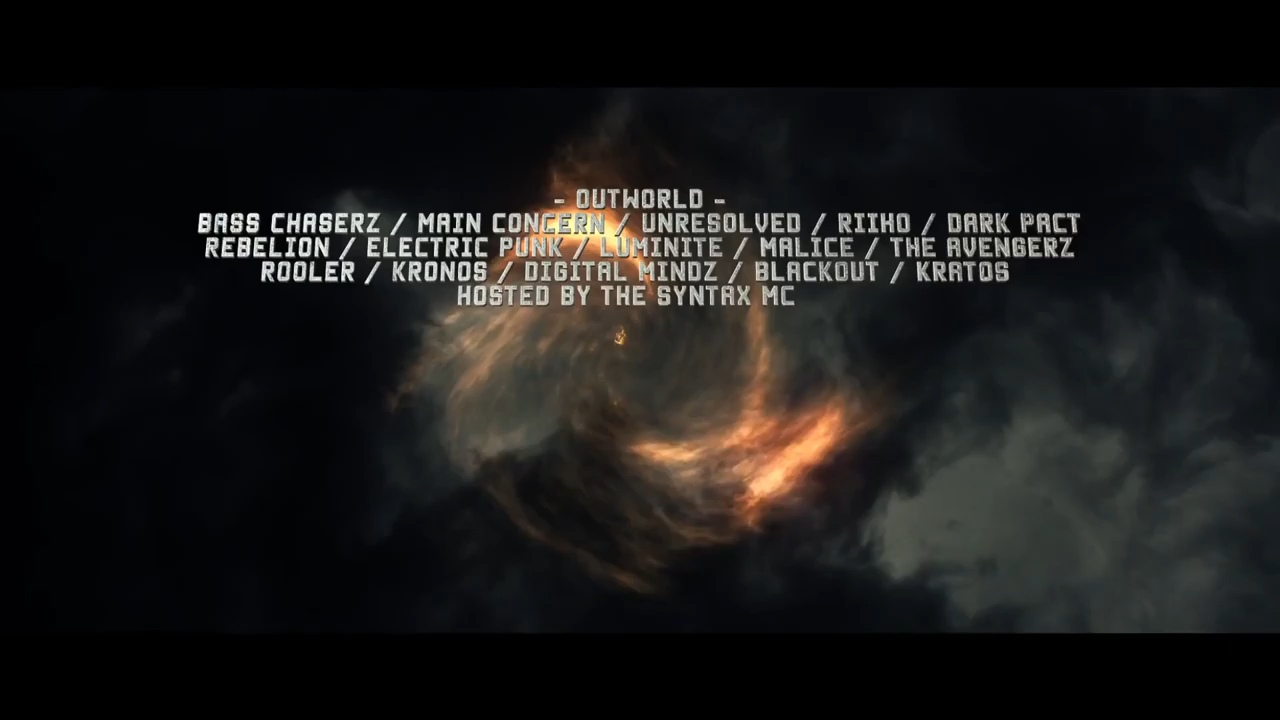 - OUTWORLD -
BASS CHASERZ / MAIN CONCERN / UNRESOLVED / RIIHO / DARK PACT
REBELION / ELECTRIC PUNK / LUMINITE / MALICE / THE AVENGERZ
ROOLER / KRONOS / DIGITAL MINDZ / BLACKOUT / KRATOS
HOSTED BY THE SYNTAX MC